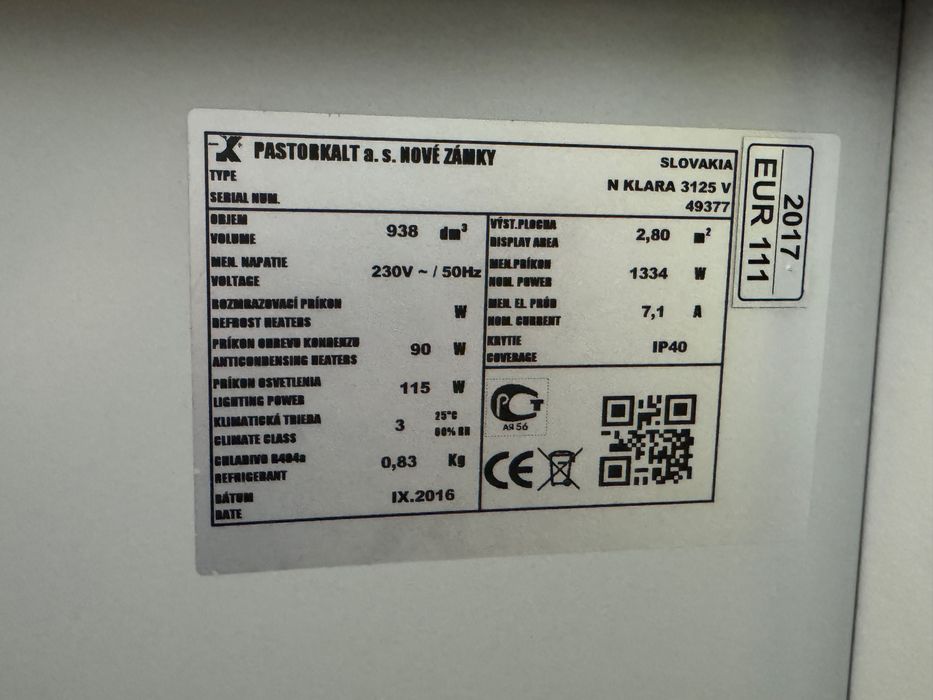 PK PASTORKALT a. s. NOVÉ ZÁMKY
SLOVAKIA
TYPE N KLARA 3125 V
SERIAL NUM. 49377
OBJEM
VOLUME 938 dm³
MEN. NAPATIE
VOLTAGE 230V ~ / 50Hz
ROZMRAZOVACÍ PRÍKON
DEFROST HEATERS W
PRÍKON OHREVU KONDENZU
ANTICONDENSING HEATERS 90 W
PRÍKON OSVETLENIA
LIGHTING POWER 115 W
KLIMATICKÁ TRIEDA
CLIMATE CLASS 3 25°C 60% RH
CHLADIVO R404a
REFRIGERANT 0,83 Kg
DÁTUM
DATE IX.2016
VÝST.PLOCHA
DISPLAY AREA 2,80 m²
MEN.PRÍKON
NOM. POWER 1334 W
MEN. EL. PRÚD
NOM. CURRENT 7,1 A
KRYTIE
COVERAGE IP40
РСТ
АЯ56
CE
2017
EUR 111